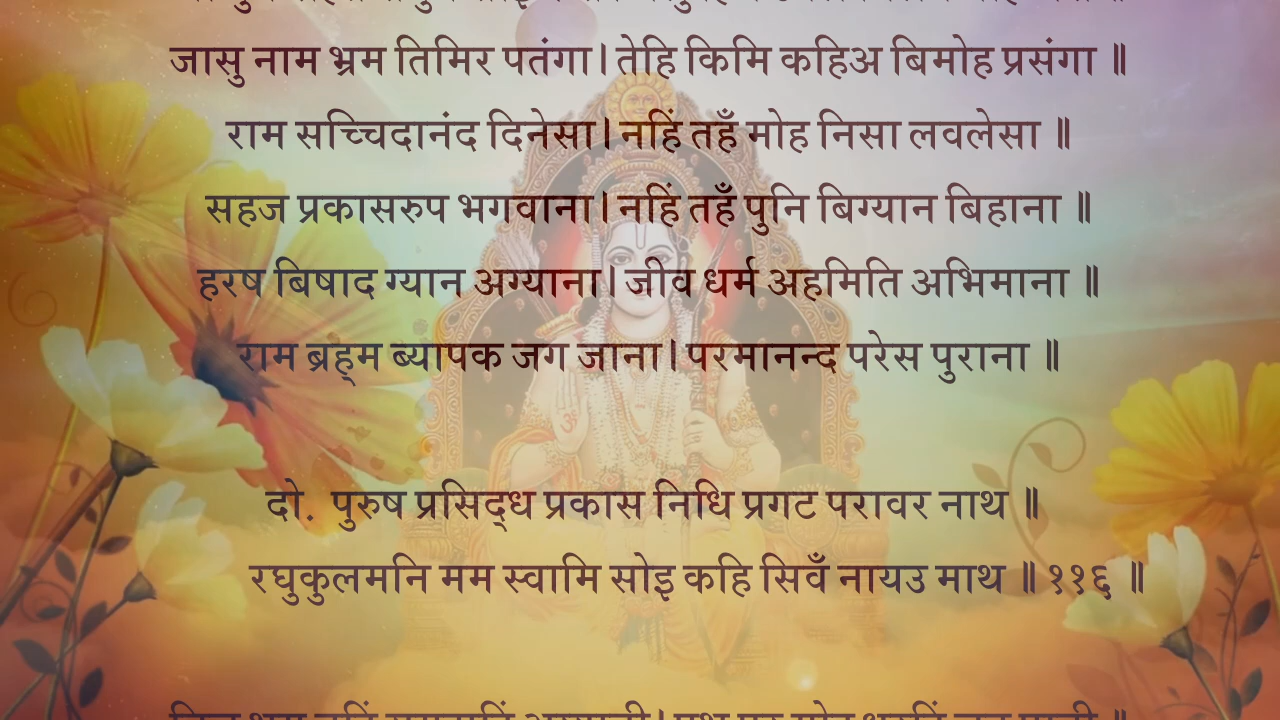 जासु नाम भ्रम तिमिर पतंगा। तेहि किमि कहिअ बिमोह प्रसंगा ॥
राम सच्चिदानंद दिनेसा। नहिं तहँ मोह निसा लवलेसा ॥
सहज प्रकासरुप भगवाना। नहिं तहँ पुनि बिग्यान बिहाना ॥
हरष बिषाद ग्यान अग्याना। जीव धर्म अहमिति अभिमाना ॥
राम ब्रह्म ब्यापक जग जाना। परमानन्द परेस पुराना ॥
दो. पुरुष प्रसिद्ध प्रकास निधि प्रगट परावर नाथ ॥
रघुकुलमनि मम स्वामि सोइ कहि सिवँ नायउ माथ ॥ ११६ ॥